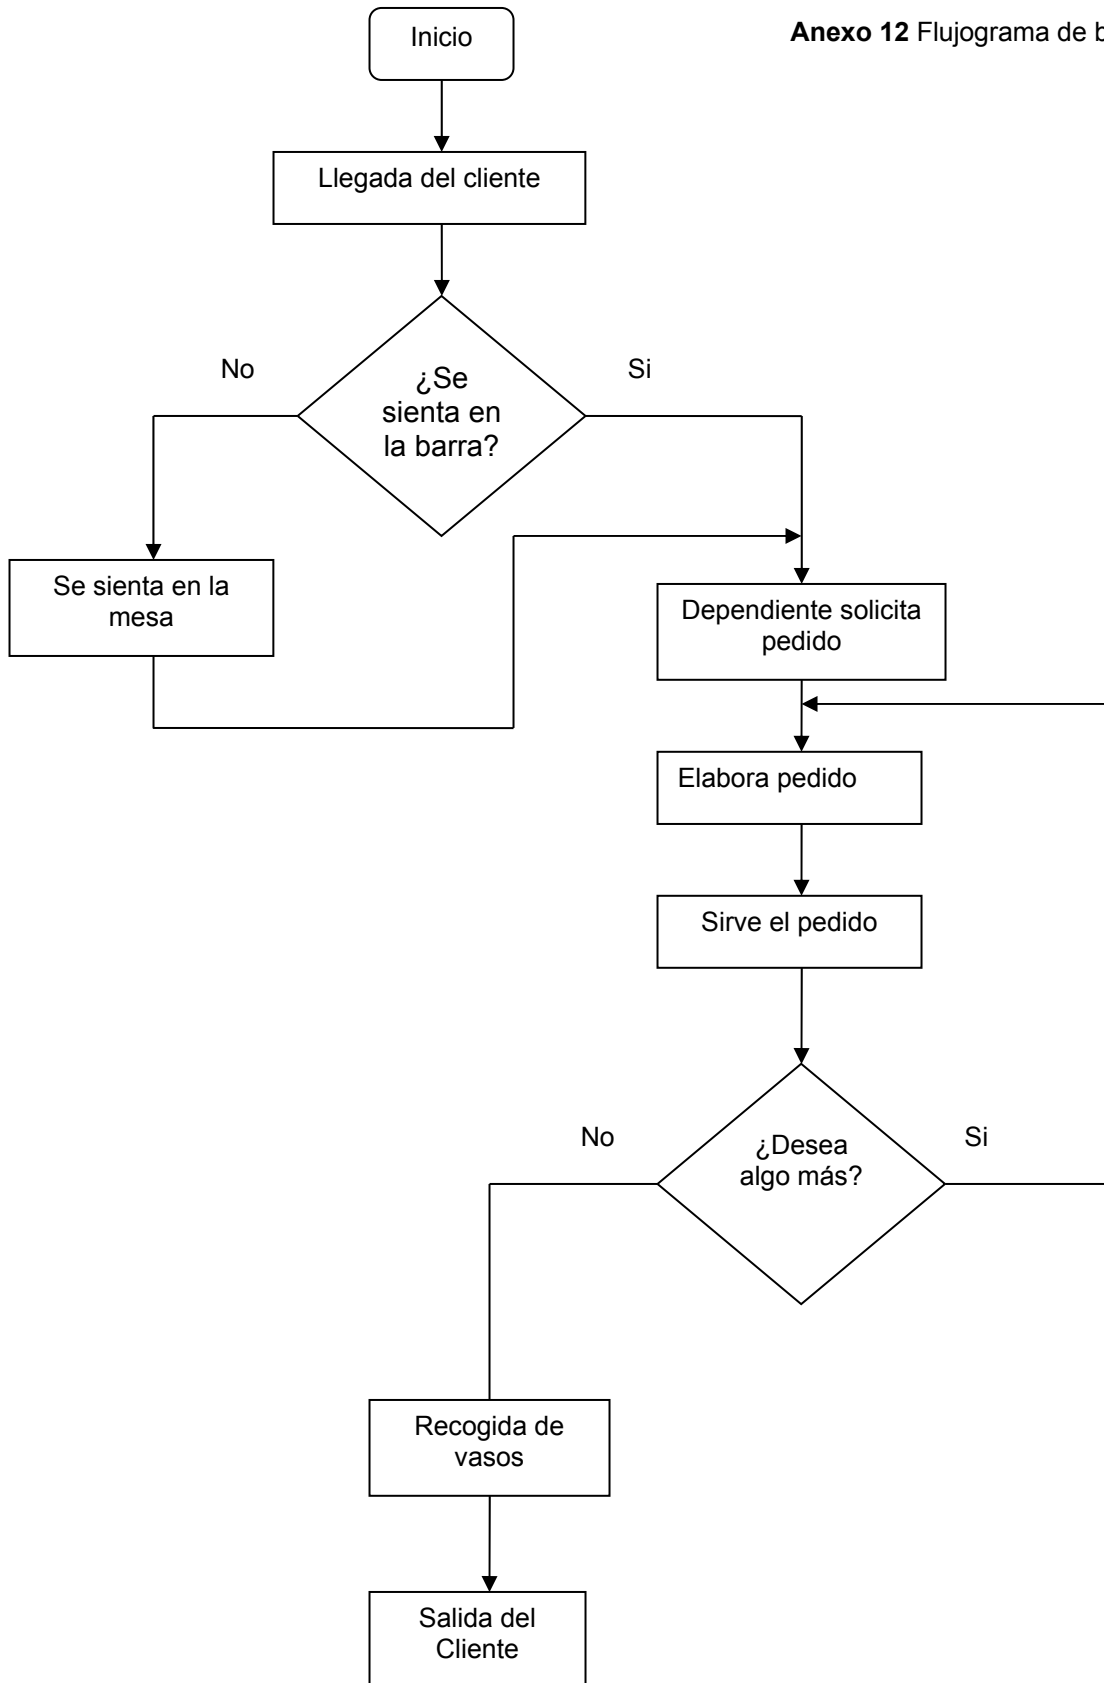 Inicio
Anexo 12 Flujograma de b
Llegada del cliente
No
Si
¿Se
sienta en
la barra?
Se sienta en la
mesa
Dependiente solicita
pedido
Elabora pedido
Sirve el pedido
No
Si
¿Desea
algo más?
Recogida de
vasos
Salida del
Cliente